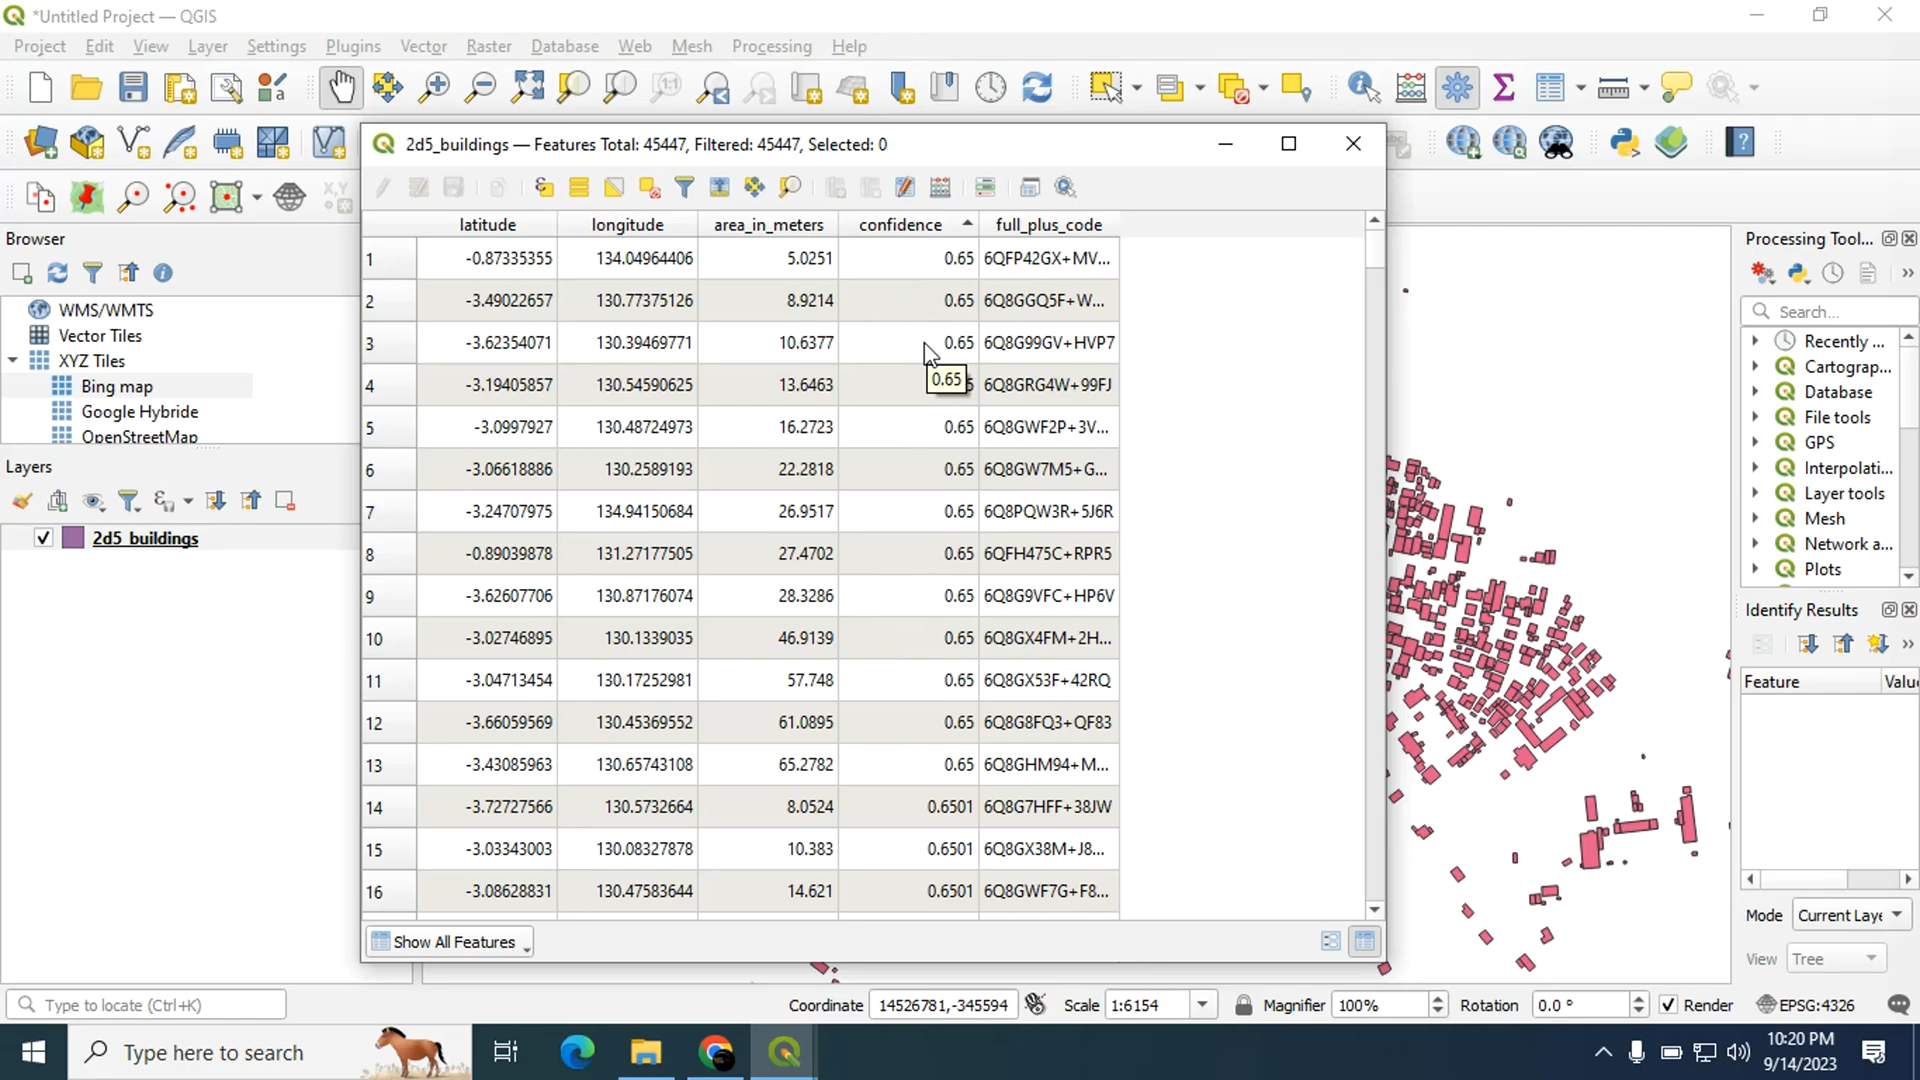 *Untitled Project — QGIS
Project Edit View Layer Settings Plugins Vector Raster Database Web Mesh Processing Help
2d5_buildings — Features Total: 45447, Filtered: 45447, Selected: 0
X,Y
Browser
WMS/WMTS
Vector Tiles
XYZ Tiles
Bing map
Google Hybride
OpenStreetMap
Layers
2d5_buildings
latitude longitude area_in_meters confidence full_plus_code
1 -0.87335355 134.04964406 5.0251 0.65 6QFP42GX+MV...
2 -3.49022657 130.77375126 8.9214 0.65 6Q8GGQ5F+W...
3 -3.62354071 130.39469771 10.6377 0.65 6Q8G99GV+HVP7
4 -3.19405857 130.54590625 13.6463 6Q8GRG4W+99FJ
0.65
5 -3.0997927 130.48724973 16.2723 0.65 6Q8GWF2P+3V...
6 -3.06618886 130.2589193 22.2818 0.65 6Q8GW7M5+G...
7 -3.24707975 134.94150684 26.9517 0.65 6Q8PQW3R+5J6R
8 -0.89039878 131.27177505 27.4702 0.65 6QFH475C+RPR5
9 -3.62607706 130.87176074 28.3286 0.65 6Q8G9VFC+HP6V
10 -3.02746895 130.1339035 46.9139 0.65 6Q8GX4FM+2H...
11 -3.04713454 130.17252981 57.748 0.65 6Q8GX53F+42RQ
12 -3.66059569 130.45369552 61.0895 0.65 6Q8G8FQ3+QF83
13 -3.43085963 130.65743108 65.2782 0.65 6Q8GHM94+M...
14 -3.72727566 130.5732664 8.0524 0.6501 6Q8G7HFF+38JW
15 -3.03343003 130.08327878 10.383 0.6501 6Q8GX38M+J8...
16 -3.08628831 130.47583644 14.621 0.6501 6Q8GWF7G+F8...
Show All Features
Processing Tool...
Search...
Recently ...
Cartograp...
Database
File tools
GPS
Interpolati...
Layer tools
Mesh
Network a...
Plots
Identify Results
Feature Valu
Mode Current Laye
View Tree
Type to locate (Ctrl+K) Coordinate 14526781,-345594 Scale 1:6154 Magnifier 100% Rotation 0.0 ° Render EPSG:4326
Type here to search
10:20 PM
9/14/2023